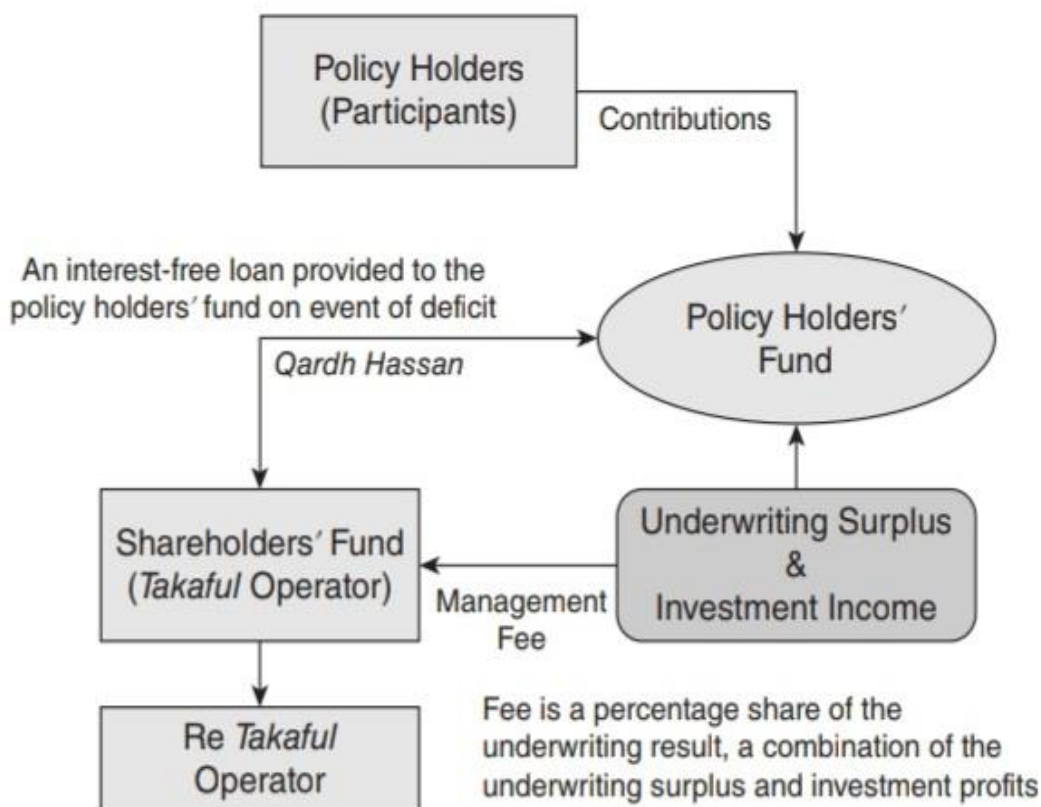 Policy Holders
(Participants)
Contributions
An interest-free loan provided to the
policy holders′ fund on event of deficit
Qardh Hassan
Policy Holders′
Fund
Shareholders′ Fund
(Takaful Operator)
Management
Fee
Underwriting Surplus
&
Investment Income
Re Takaful
Operator
Fee is a percentage share of the
underwriting result, a combination of the
underwriting surplus and investment profits